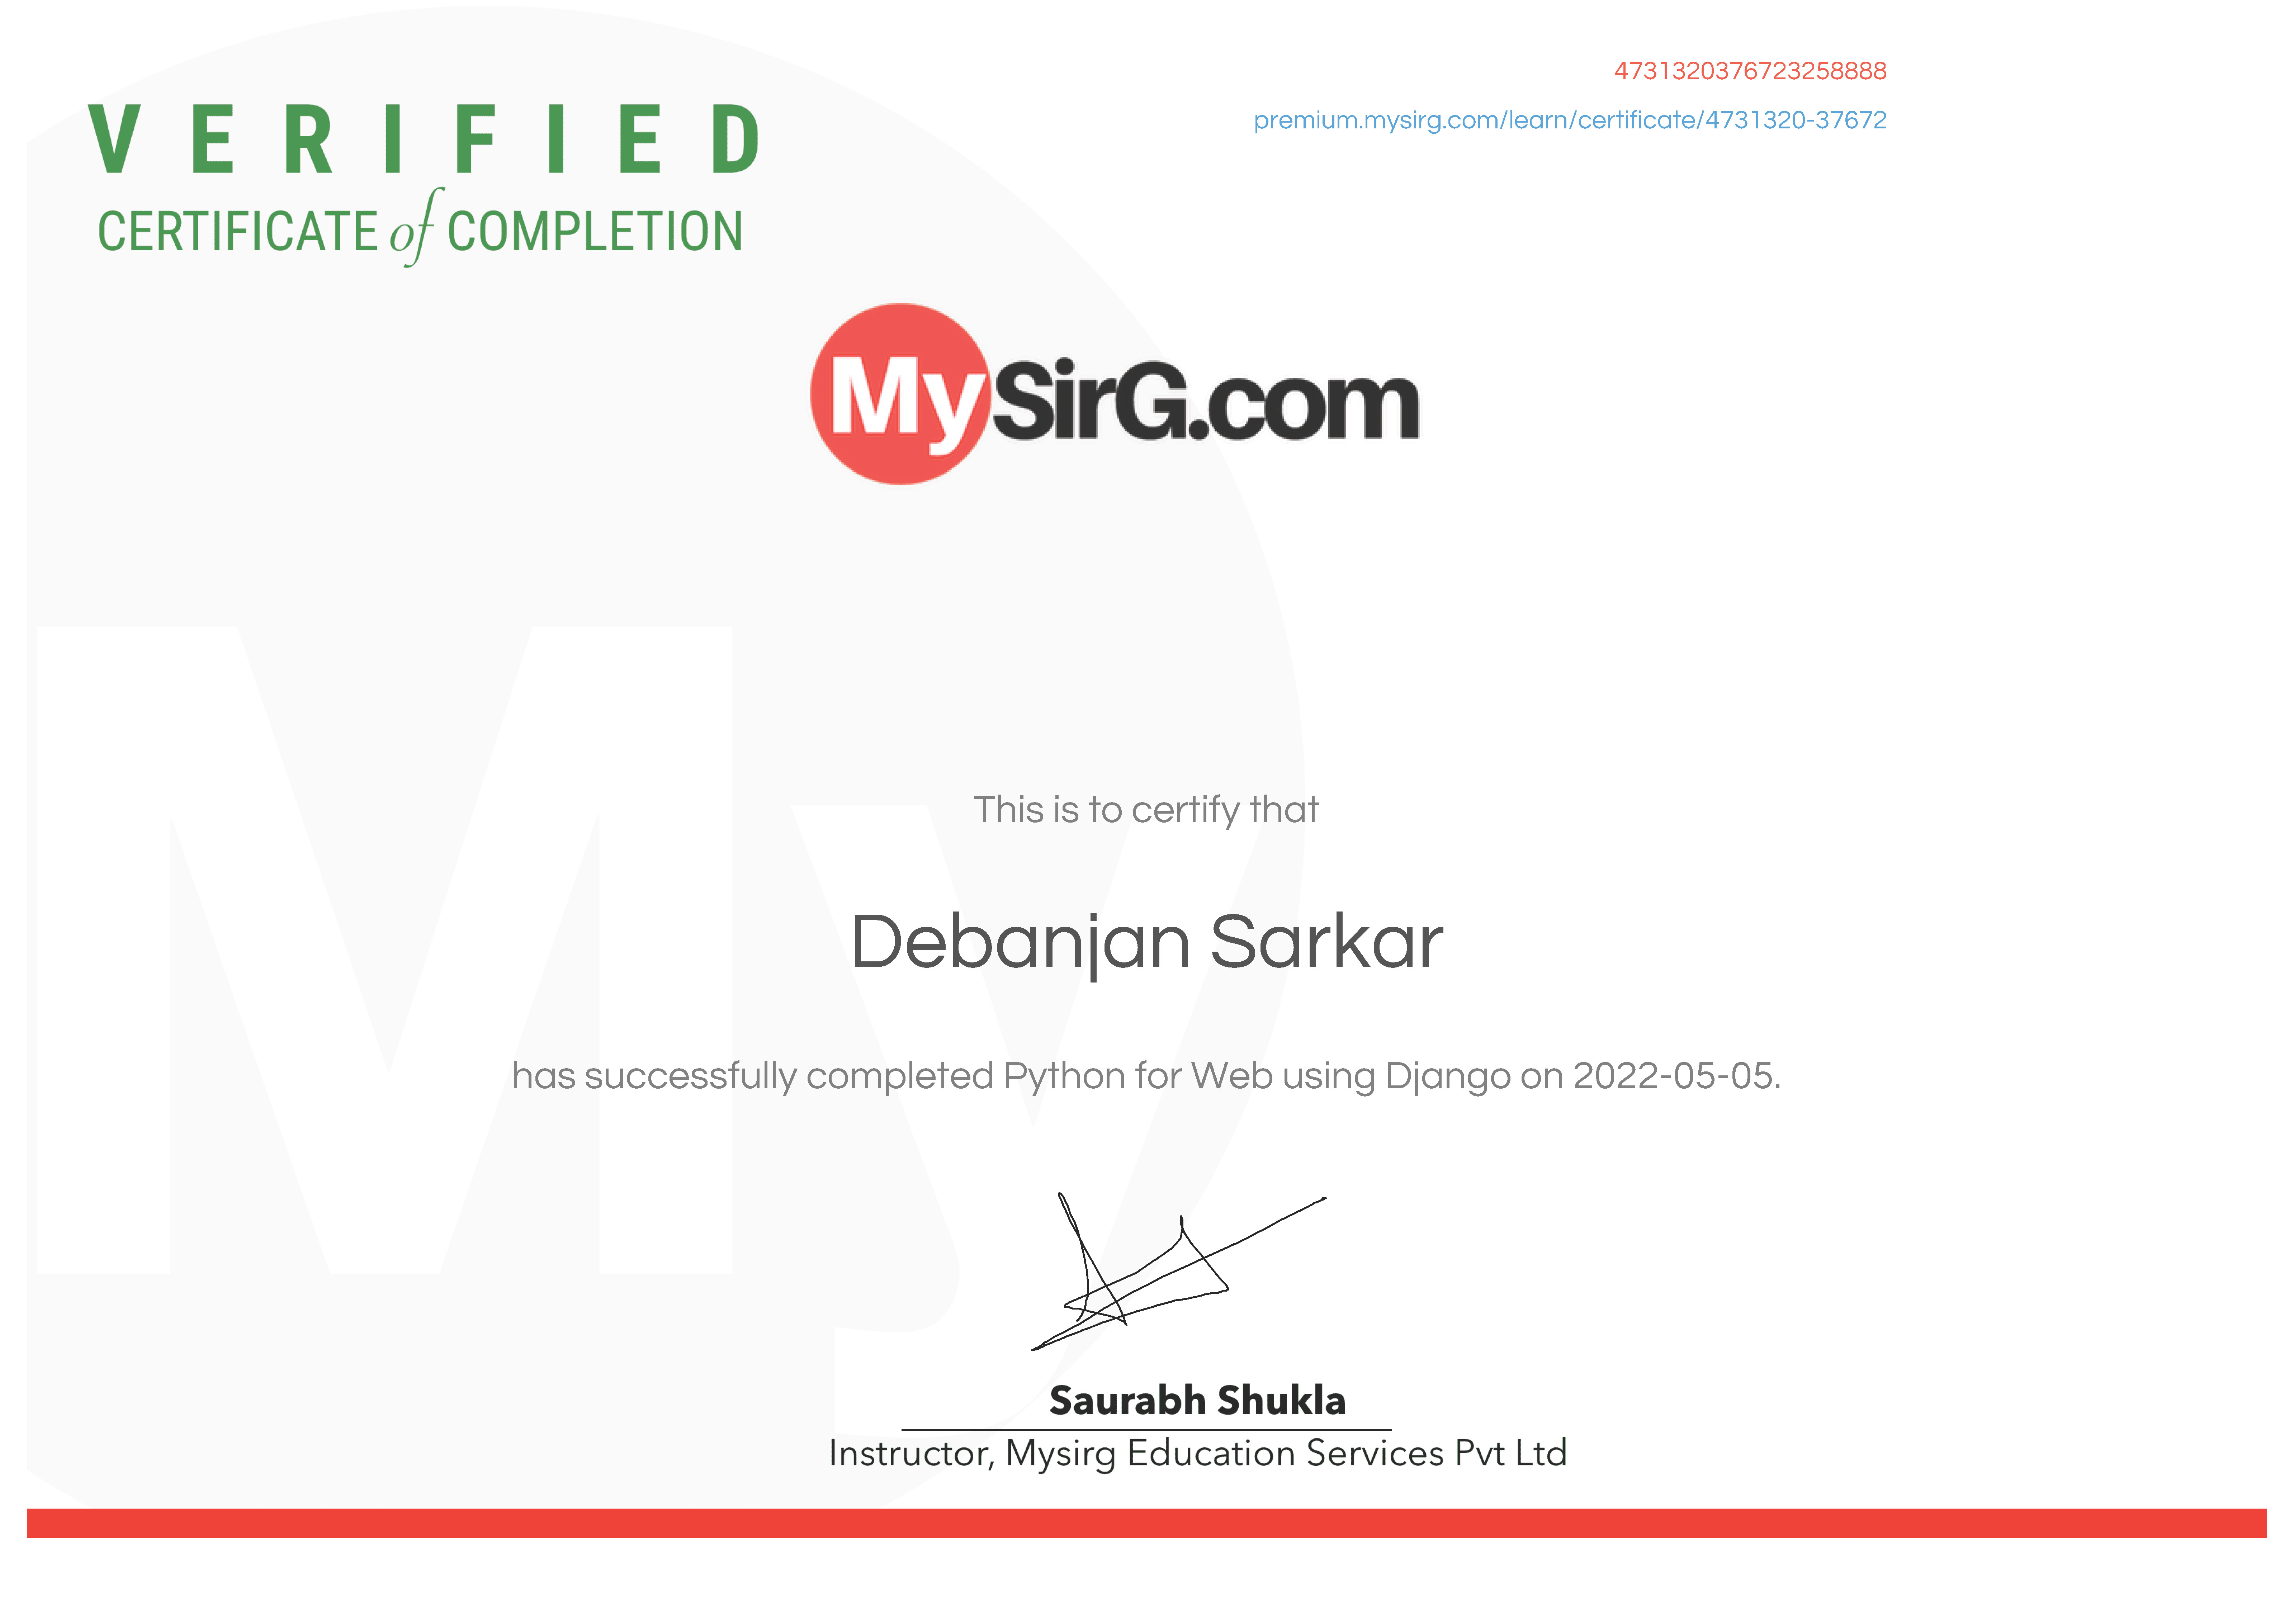 4731320376723258888
premium.mysirg.com/learn/certificate/4731320-37672
VERIFIED
CERTIFICATE of COMPLETION
MySirG.com
My
This is to certify that
Debanjan Sarkar
has successfully completed Python for Web using Django on 2022-05-05.
Saurabh Shukla
Instructor, Mysirg Education Services Pvt Ltd